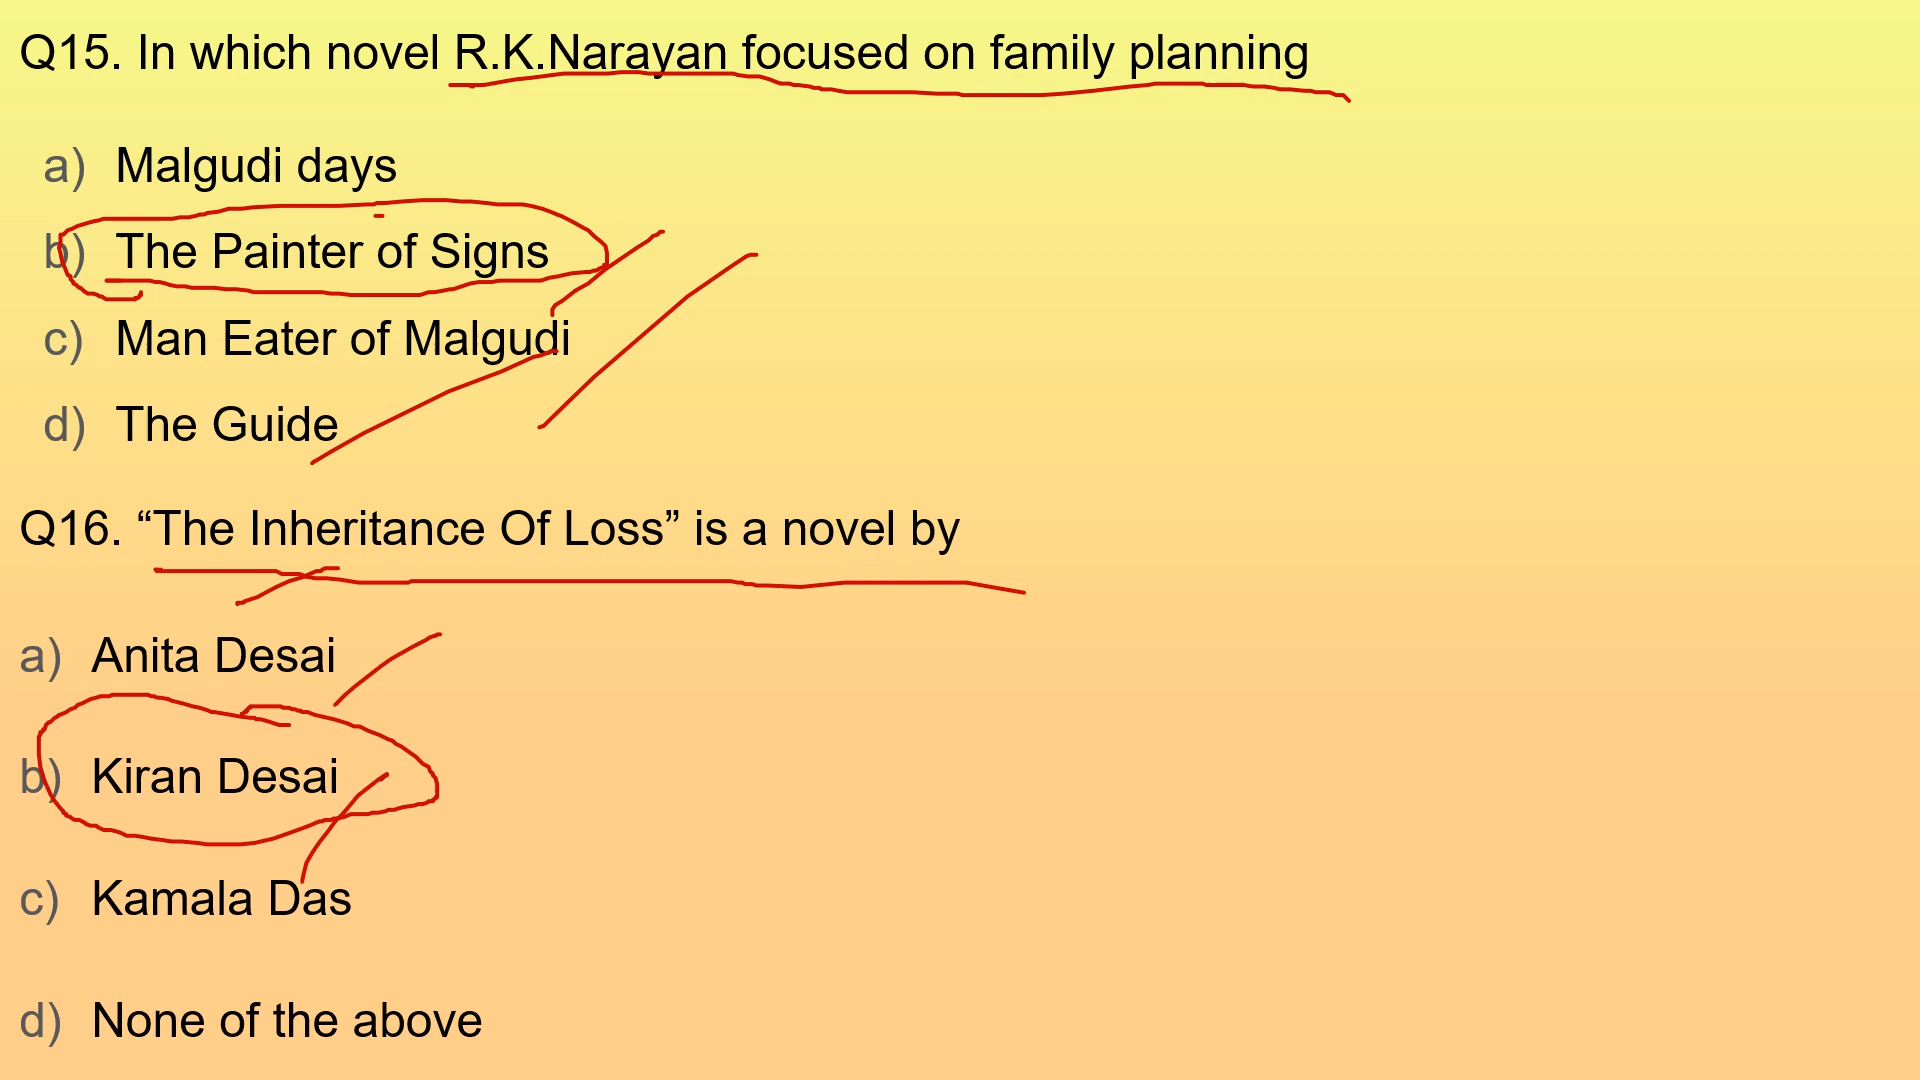 Q15. In which novel R.K.Narayan focused on family planning
a) Malgudi days
b) The Painter of Signs
c) Man Eater of Malgudi
d) The Guide
Q16. “The Inheritance Of Loss” is a novel by
a) Anita Desai
b) Kiran Desai
c) Kamala Das
d) None of the above